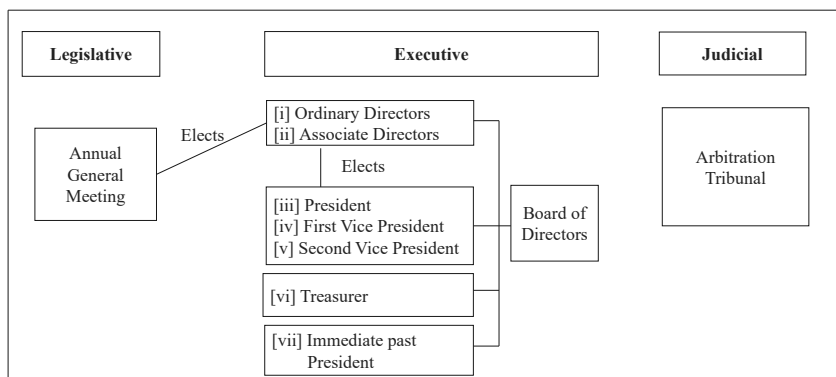 Legislative
Executive
Judicial
Annual
General
Meeting
Elects
[i] Ordinary Directors
[ii] Associate Directors
Elects
[iii] President
[iv] First Vice President
[v] Second Vice President
[vi] Treasurer
[vii] Immediate past
President
Board of
Directors
Arbitration
Tribunal